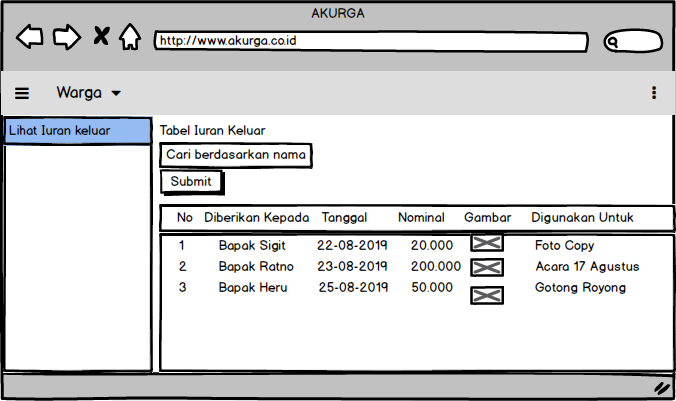 AKURGA
http://www.akurga.co.id
Warga
Lihat Iuran keluar
Tabel Iuran Keluar
Cari berdasarkan nama
Submit
No Diberikan Kepada Tanggal Nominal Gambar Digunakan Untuk
1 Bapak Sigit 22-08-2019 20.000 Foto Copy
2 Bapak Ratno 23-08-2019 200.000 Acara 17 Agustus
3 Bapak Heru 25-08-2019 50.000 Gotong Royong